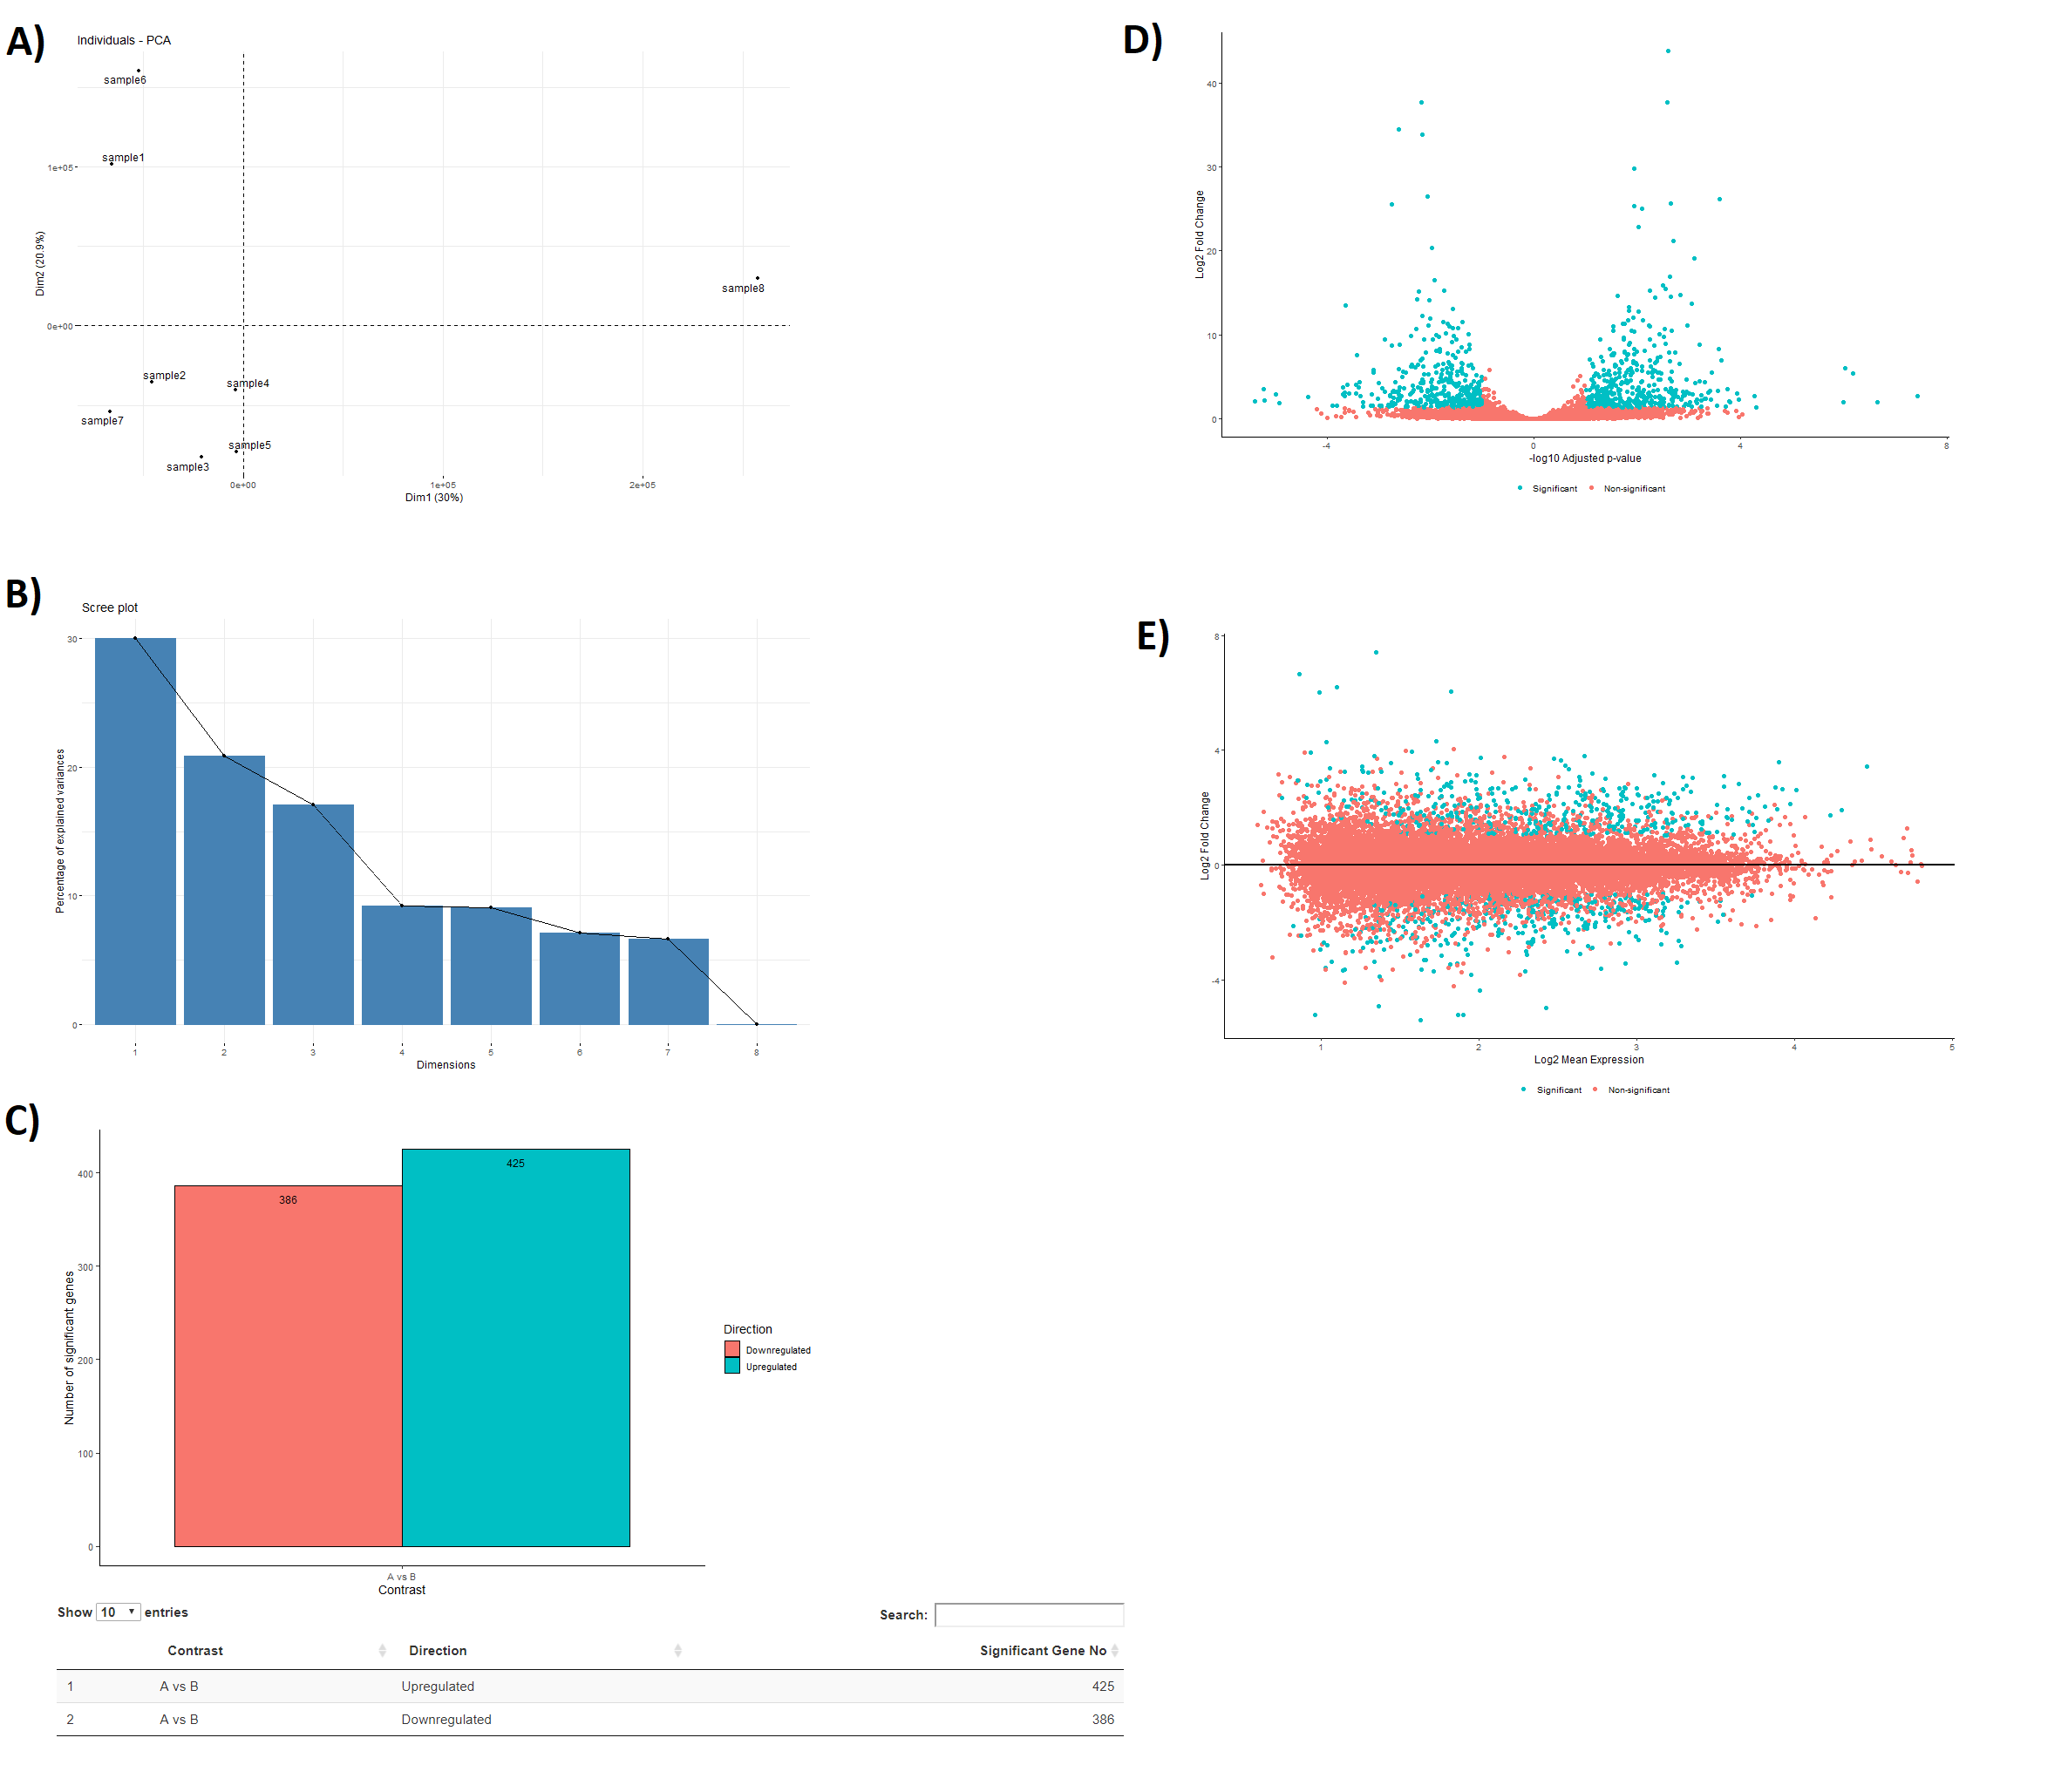 A)
Individuals - PCA
sample6
sample1
1e+05
Dim2 (20.9%)
sample8
0e+00
sample2
sample4
sample7
sample5
sample3
0e+00 1e+05 2e+05
Dim1 (30%)
B)
Scree plot
30
20
10
0
Percentage of explained variances
1 2 3 4 5 6 7 8
Dimensions
C)
425
386
400
300
200
100
0
Number of significant genes
Direction
Downregulated
Upregulated
A vs B
Contrast
Show 10 entries
Search:
Contrast Direction Significant Gene No
1 A vs B Upregulated 425
2 A vs B Downregulated 386
D)
40
30
20
10
0
Log2 Fold Change
-4 0 4 8
-log10 Adjusted p-value
Significant Non-significant
E)
8
4
0
-4
Log2 Fold Change
1 2 3 4 5
Log2 Mean Expression
Significant Non-significant